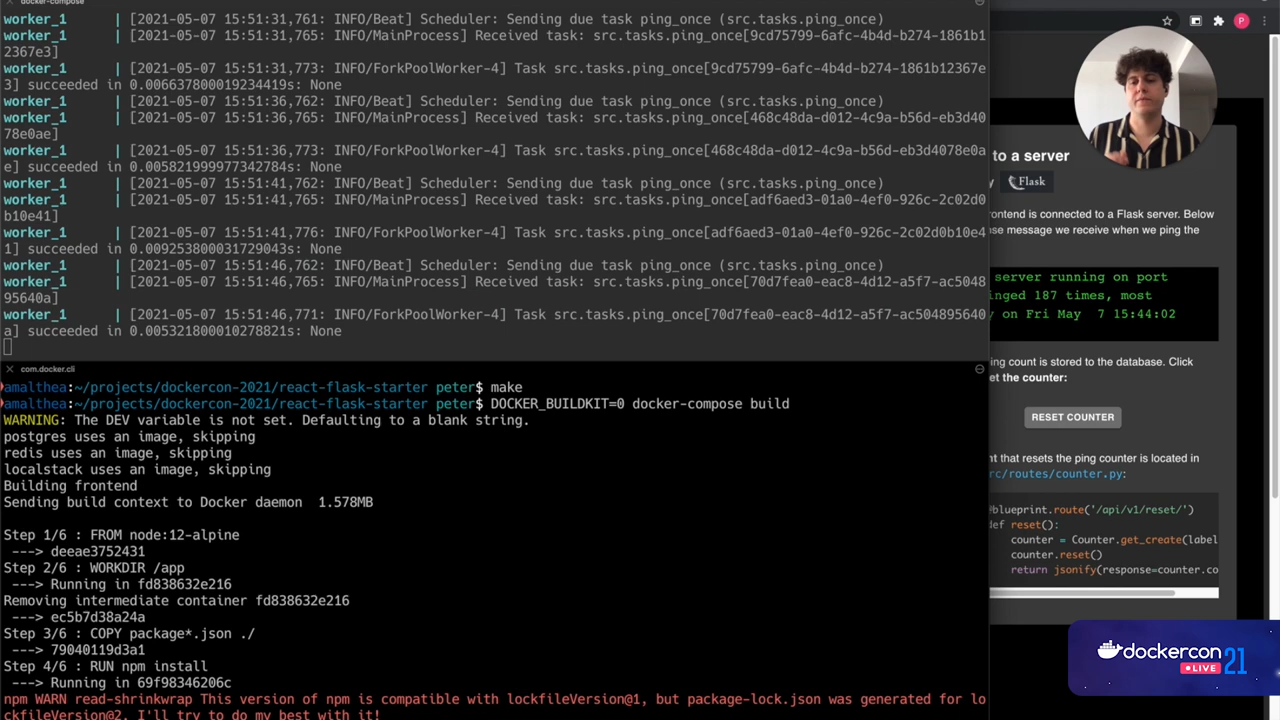 docker-compose
worker_1 | [2021-05-07 15:51:31,761: INFO/Beat] Scheduler: Sending due task ping_once (src.tasks.ping_once)
worker_1 | [2021-05-07 15:51:31,765: INFO/MainProcess] Received task: src.tasks.ping_once[9cd75799-6afc-4b4d-b274-1861b1
2367e3]
worker_1 | [2021-05-07 15:51:31,773: INFO/ForkPoolWorker-4] Task src.tasks.ping_once[9cd75799-6afc-4b4d-b274-1861b12367e
3] succeeded in 0.006637800019234419s: None
worker_1 | [2021-05-07 15:51:36,762: INFO/Beat] Scheduler: Sending due task ping_once (src.tasks.ping_once)
worker_1 | [2021-05-07 15:51:36,765: INFO/MainProcess] Received task: src.tasks.ping_once[468c48da-d012-4c9a-b56d-eb3d40
78e0ae]
worker_1 | [2021-05-07 15:51:36,773: INFO/ForkPoolWorker-4] Task src.tasks.ping_once[468c48da-d012-4c9a-b56d-eb3d4078e0a
e] succeeded in 0.005821999977342784s: None
worker_1 | [2021-05-07 15:51:41,762: INFO/Beat] Scheduler: Sending due task ping_once (src.tasks.ping_once)
worker_1 | [2021-05-07 15:51:41,765: INFO/MainProcess] Received task: src.tasks.ping_once[adf6aed3-01a0-4ef0-926c-2c02d0
b10e41]
worker_1 | [2021-05-07 15:51:41,776: INFO/ForkPoolWorker-4] Task src.tasks.ping_once[adf6aed3-01a0-4ef0-926c-2c02d0b10e4
1] succeeded in 0.009253800031729043s: None
worker_1 | [2021-05-07 15:51:46,762: INFO/Beat] Scheduler: Sending due task ping_once (src.tasks.ping_once)
worker_1 | [2021-05-07 15:51:46,765: INFO/MainProcess] Received task: src.tasks.ping_once[70d7fea0-eac8-4d12-a5f7-ac5048
95640a]
worker_1 | [2021-05-07 15:51:46,771: INFO/ForkPoolWorker-4] Task src.tasks.ping_once[70d7fea0-eac8-4d12-a5f7-ac504895640
a] succeeded in 0.005321800010278821s: None
com.docker.cli
amalthea:~/projects/dockercon-2021/react-flask-starter peter$ make
amalthea:~/projects/dockercon-2021/react-flask-starter peter$ DOCKER_BUILDKIT=0 docker-compose build
WARNING: The DEV variable is not set. Defaulting to a blank string.
postgres uses an image, skipping
redis uses an image, skipping
localstack uses an image, skipping
Building frontend
Sending build context to Docker daemon 1.578MB
Step 1/6 : FROM node:12-alpine
---> deeae3752431
Step 2/6 : WORKDIR /app
---> Running in fd838632e216
Removing intermediate container fd838632e216
---> ec5b7d38a24a
Step 3/6 : COPY package*.json ./
---> 79040119d3a1
Step 4/6 : RUN npm install
---> Running in 69f98346206c
npm WARN read-shrinkwrap This version of npm is compatible with lockfileVersion@1, but package-lock.json was generated for lo
ckfileVersion@2. I'll try to do my best with it!
P
to a server
y Flask
rontend is connected to a Flask server. Below
se message we receive when we ping the
server running on port
inged 187 times, most
y on Fri May 7 15:44:02
ing count is stored to the database. Click
et the counter:
RESET COUNTER
nt that resets the ping counter is located in
rc/routes/counter.py:
blueprint.route('/api/v1/reset/')
def reset():
counter = Counter.get_create(label
counter.reset()
return jsonify(response=counter.co
dockercon
LIVE 21